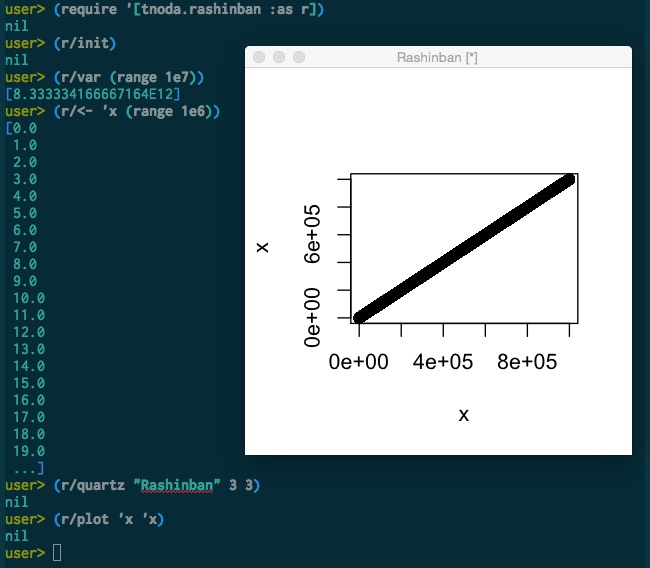 user> (require '[tnoda.rashinban :as r])
nil
user> (r/init)
nil
user> (r/var (range 1e7))
[8.333334166667164E12]
user> (r/<- 'x (range 1e6))
[0.0
1.0
2.0
3.0
4.0
5.0
6.0
7.0
8.0
9.0
10.0
11.0
12.0
13.0
14.0
15.0
16.0
17.0
18.0
19.0
...]
user> (r/quartz "Rashinban" 3 3)
nil
user> (r/plot 'x 'x)
nil
user>
Rashinban [*]
x
6e+05
0e+00
0e+00 4e+05 8e+05
x